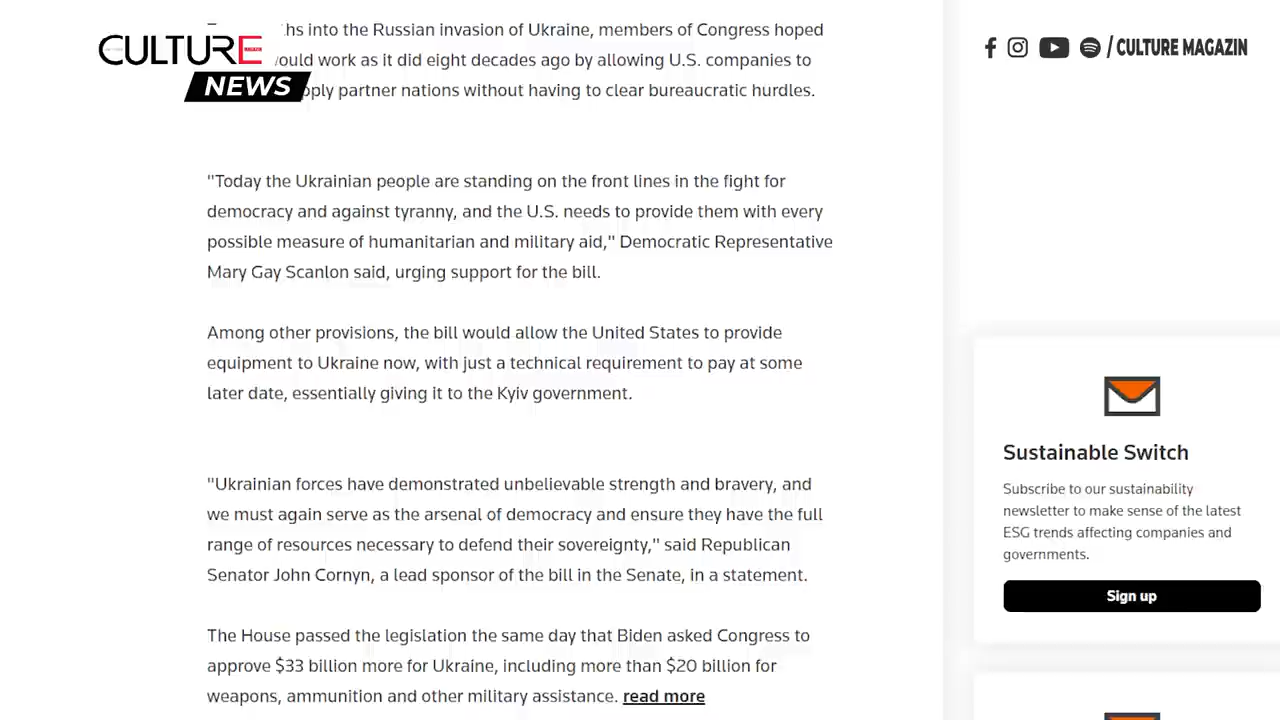 ths into the Russian invasion of Ukraine, members of Congress hoped
would work as it did eight decades ago by allowing U.S. companies to
pply partner nations without having to clear bureaucratic hurdles.
CULTURE
NEWS
/ CULTURE MAGAZIN
"Today the Ukrainian people are standing on the front lines in the fight for
democracy and against tyranny, and the U.S. needs to provide them with every
possible measure of humanitarian and military aid," Democratic Representative
Mary Gay Scanlon said, urging support for the bill.
Among other provisions, the bill would allow the United States to provide
equipment to Ukraine now, with just a technical requirement to pay at some
later date, essentially giving it to the Kyiv government.
"Ukrainian forces have demonstrated unbelievable strength and bravery, and
we must again serve as the arsenal of democracy and ensure they have the full
range of resources necessary to defend their sovereignty," said Republican
Senator John Cornyn, a lead sponsor of the bill in the Senate, in a statement.
The House passed the legislation the same day that Biden asked Congress to
approve $33 billion more for Ukraine, including more than $20 billion for
weapons, ammunition and other military assistance. read more
Sustainable Switch
Subscribe to our sustainability
newsletter to make sense of the latest
ESG trends affecting companies and
governments.
Sign up